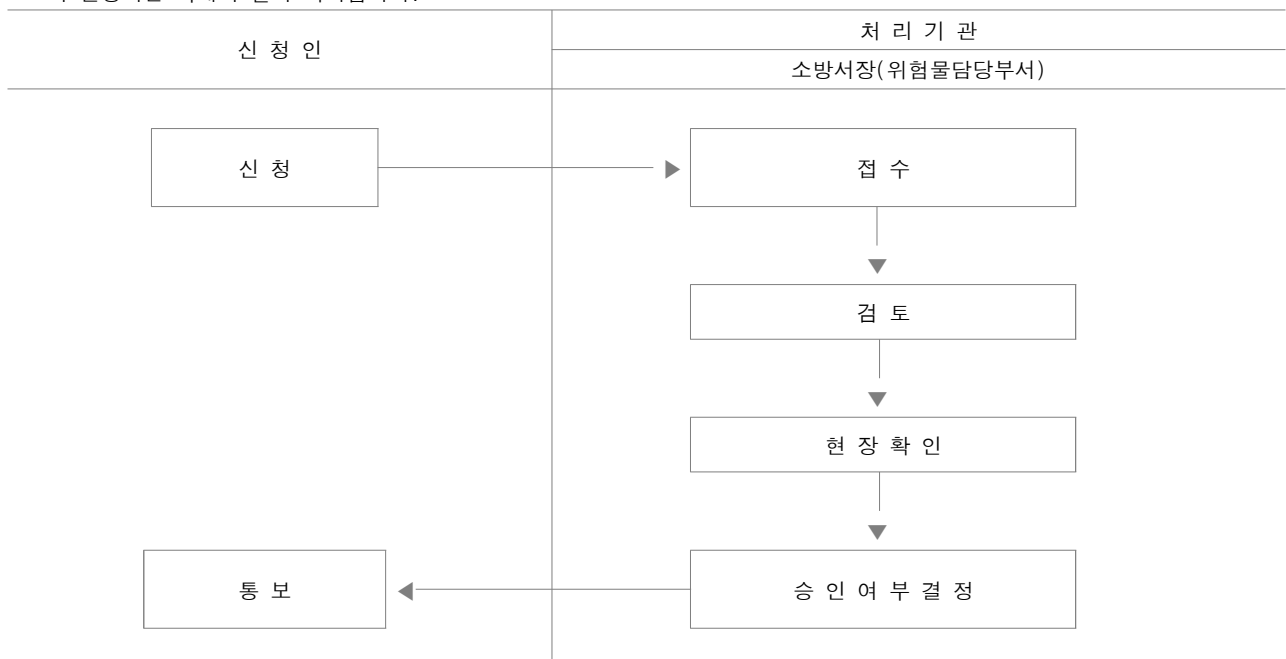 신 청 인
처 리 기 관
소방서장(위험물담당부서)
신 청
접 수
검 토
현 장 확 인
통 보
승 인 여 부 결 정